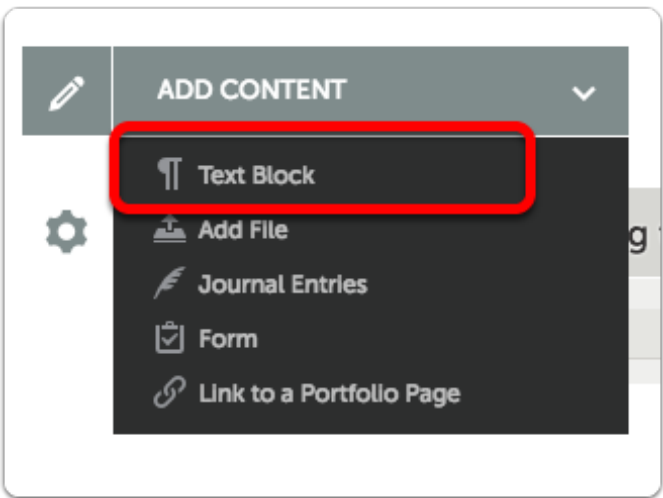 ADD CONTENT
Text Block
Add File
g
Journal Entries
Form
Link to a Portfolio Page